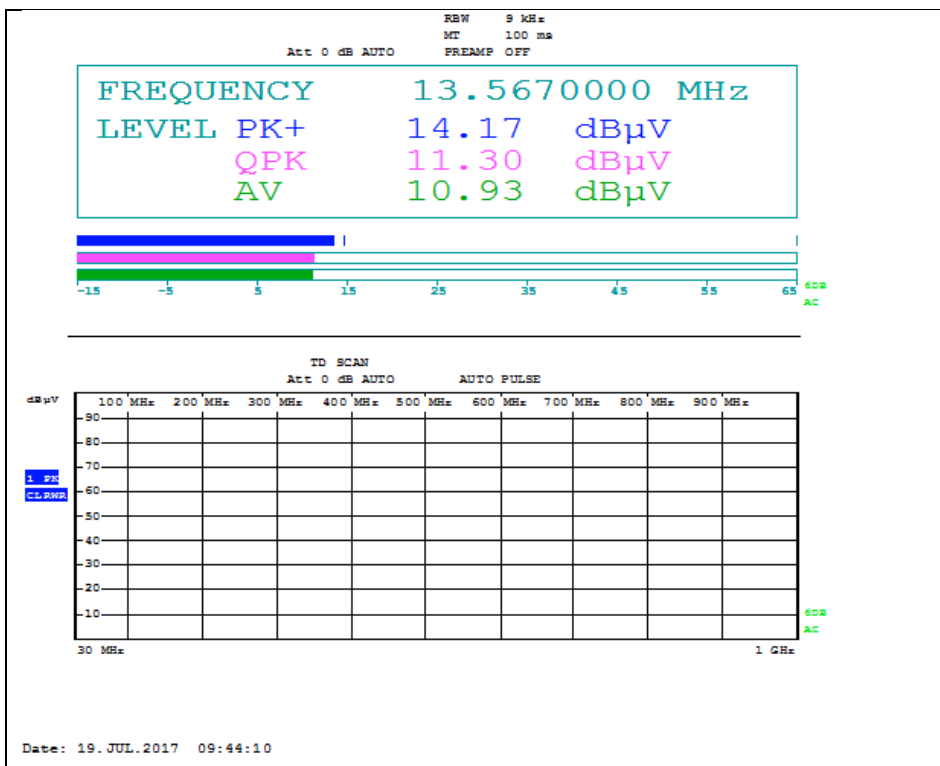 RBW 9 kHz
MT 100 ms
Att 0 dB AUTO PREAMP OFF
FREQUENCY 13.5670000 MHz
LEVEL PK+ 14.17 dBµV
QPK 11.30 dBµV
AV 10.93 dBµV
-15 -5 5 15 25 35 45 55 65
6DB
AC
TD SCAN
Att 0 dB AUTO AUTO PULSE
dBµV
100 MHz 200 MHz 300 MHz 400 MHz 500 MHz 600 MHz 700 MHz 800 MHz 900 MHz
90
80
70
1 PK
CLRWR
60
50
40
30
20
10
6DB
AC
30 MHz 1 GHz
Date: 19.JUL.2017 09:44:10